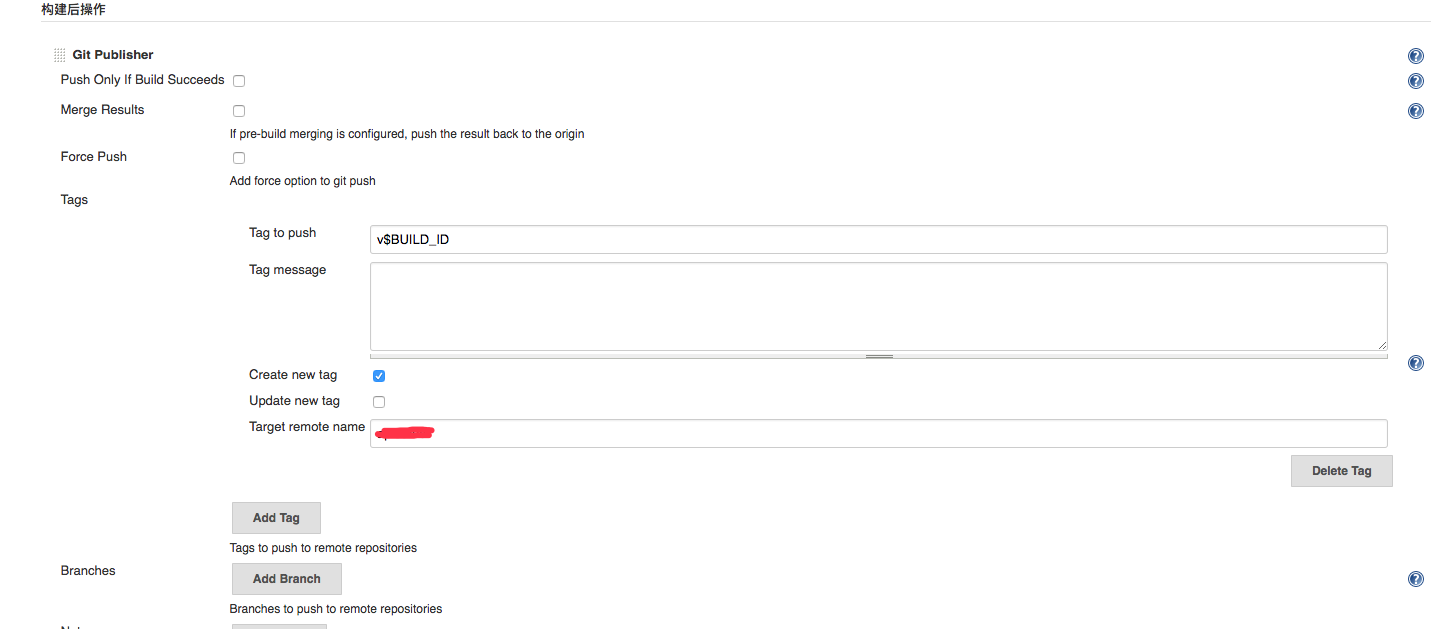 构建后操作
Git Publisher
Push Only If Build Succeeds
Merge Results
If pre-build merging is configured, push the result back to the origin
Force Push
Add force option to git push
Tags
Tag to push v$BUILD_ID
Tag message
Create new tag
Update new tag
Target remote name
Delete Tag
Add Tag
Tags to push to remote repositories
Branches
Add Branch
Branches to push to remote repositories